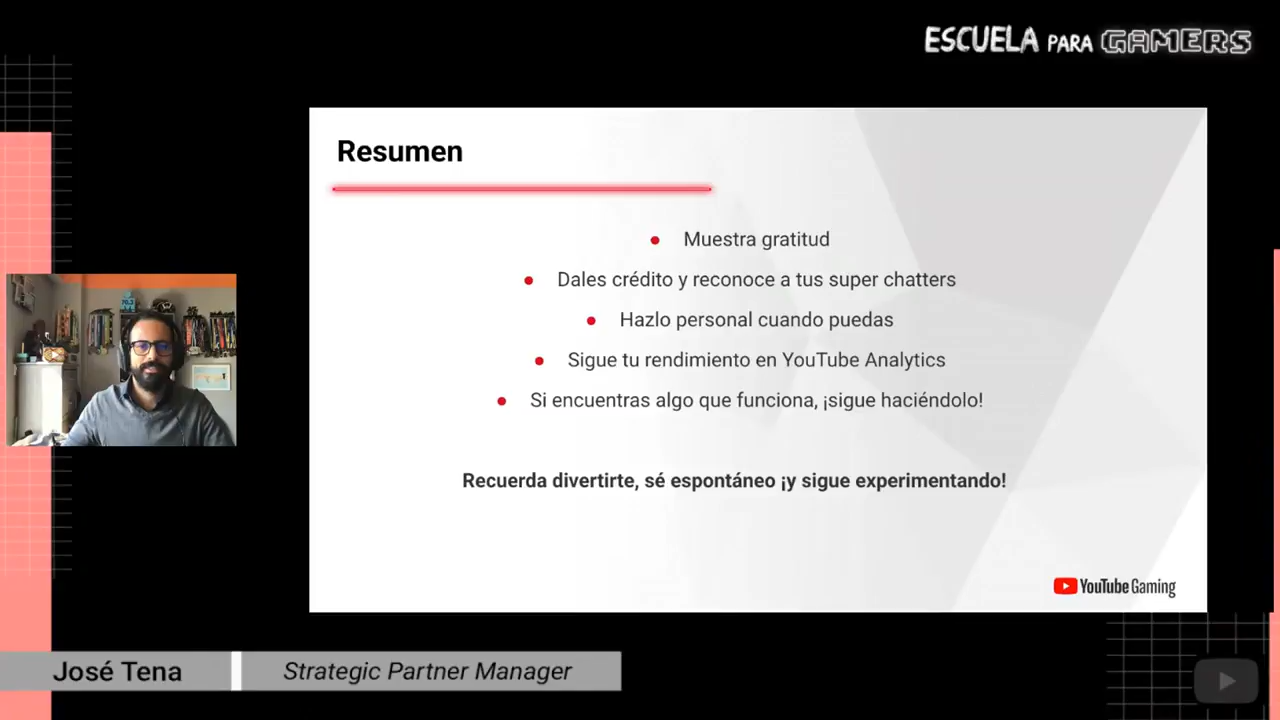 ESCUELA PARA GAMERS
Resumen
Muestra gratitud
Dales crédito y reconoce a tus super chatters
Hazlo personal cuando puedas
Sigue tu rendimiento en YouTube Analytics
Si encuentras algo que funciona, ¡sigue haciéndolo!
Recuerda divertirte, sé espontáneo ¡y sigue experimentando!
YouTube Gaming
José Tena
Strategic Partner Manager